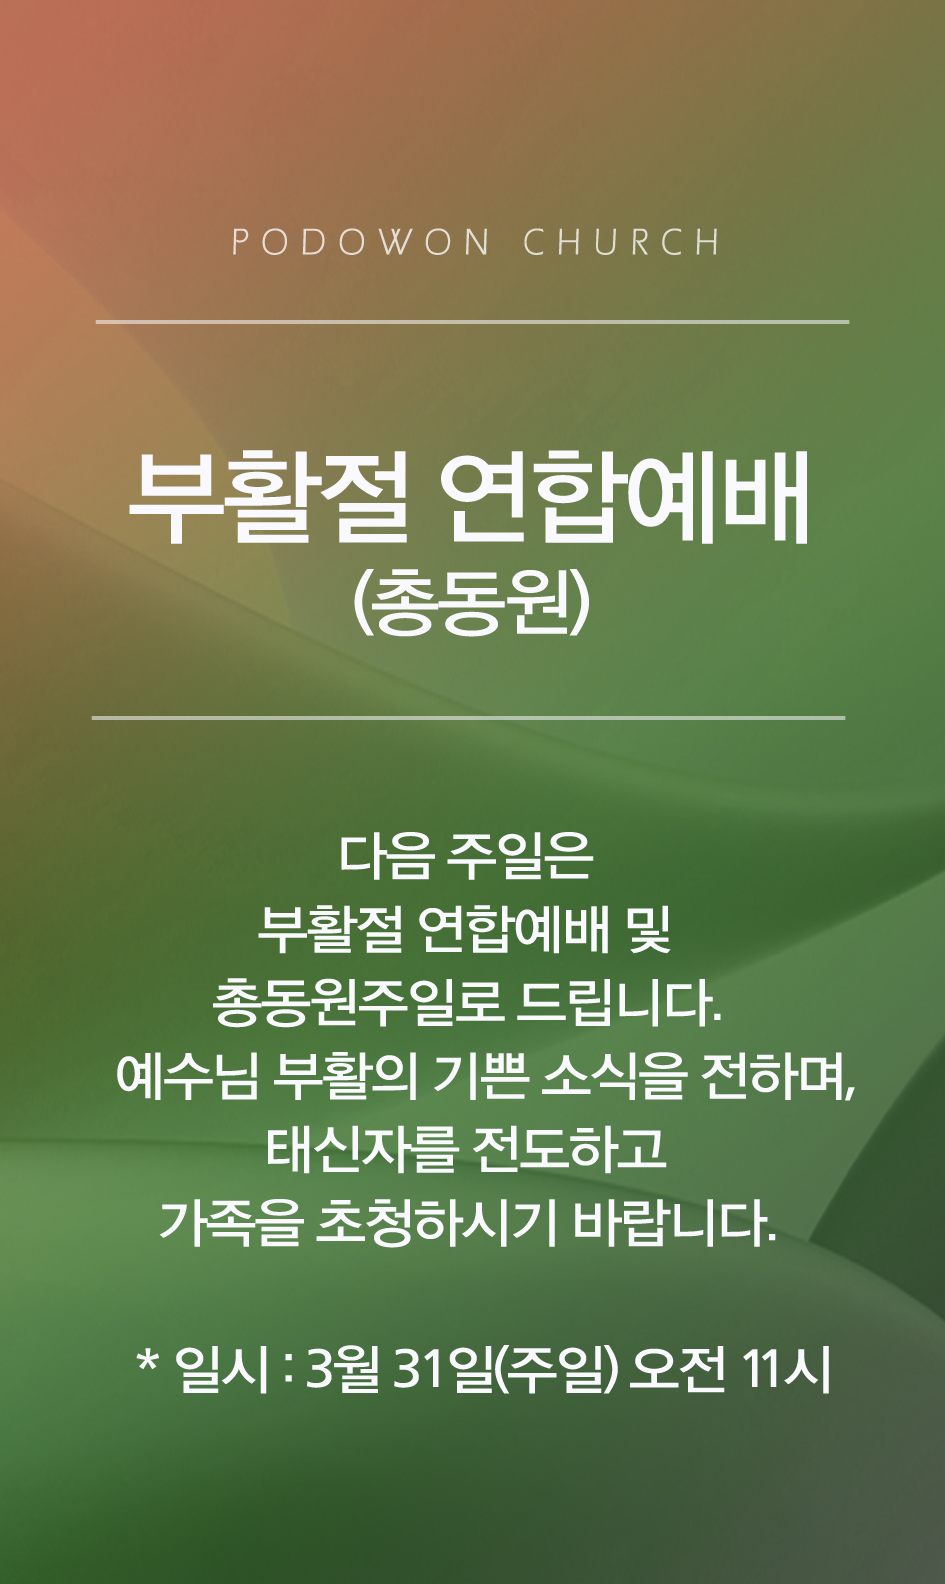 PODOWON CHURCH
부활절 연합예배
(총동원)
다음 주일은
부활절 연합예배 및
총동원주일로 드립니다.
예수님 부활의 기쁜 소식을 전하며,
태신자를 전도하고
가족을 초청하시기 바랍니다.
* 일시 : 3월 31일(주일) 오전 11시